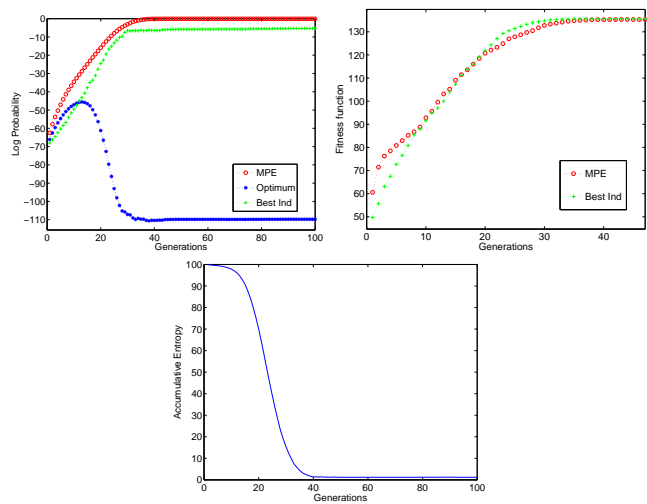 0
−10
−20
−30
−40
−50
−60
−70
−80
−90
−100
−110
0 20 40 60 80 100
Log Probability
Generations
MPE
Optimum
Best Ind
130
120
110
100
90
80
70
60
50
0 10 20 30 40
Fitness function
Generations
MPE
Best Ind
100
90
80
70
60
50
40
30
20
10
0
0 20 40 60 80 100
Accumulative Entropy
Generations